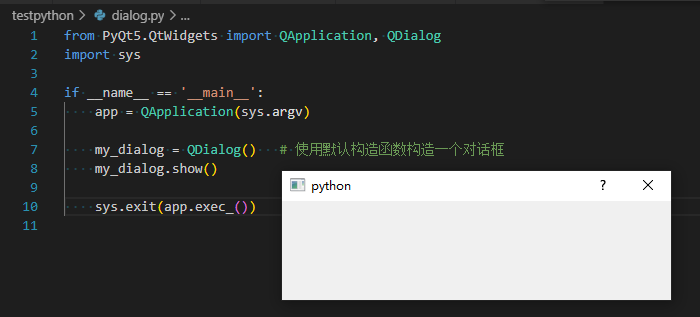 testpython > dialog.py > ...
1 from PyQt5.QtWidgets import QApplication, QDialog
2 import sys
3
4 if __name__ == '__main__':
5     app = QApplication(sys.argv)
6
7     my_dialog = QDialog()   # 使用默认构造函数构造一个对话框
8     my_dialog.show()
9
10     sys.exit(app.exec_())
11
python ? ×